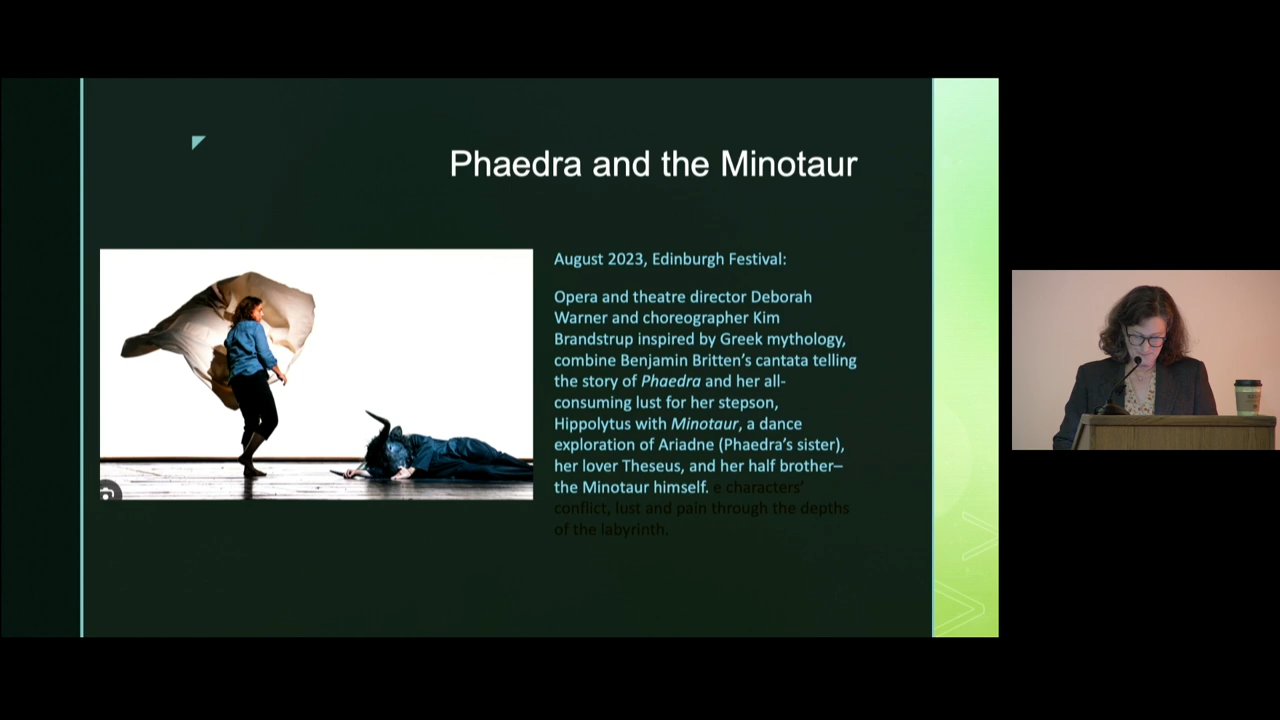 Phaedra and the Minotaur
August 2023, Edinburgh Festival:
Opera and theatre director Deborah
Warner and choreographer Kim
Brandstrup inspired by Greek mythology,
combine Benjamin Britten's cantata telling
the story of Phaedra and her all-
consuming lust for her stepson,
Hippolytus with Minotaur, a dance
exploration of Ariadne (Phaedra's sister),
her lover Theseus, and her half brother–
the Minotaur himself. e characters'
conflict, lust and pain through the depths
of the labyrinth.